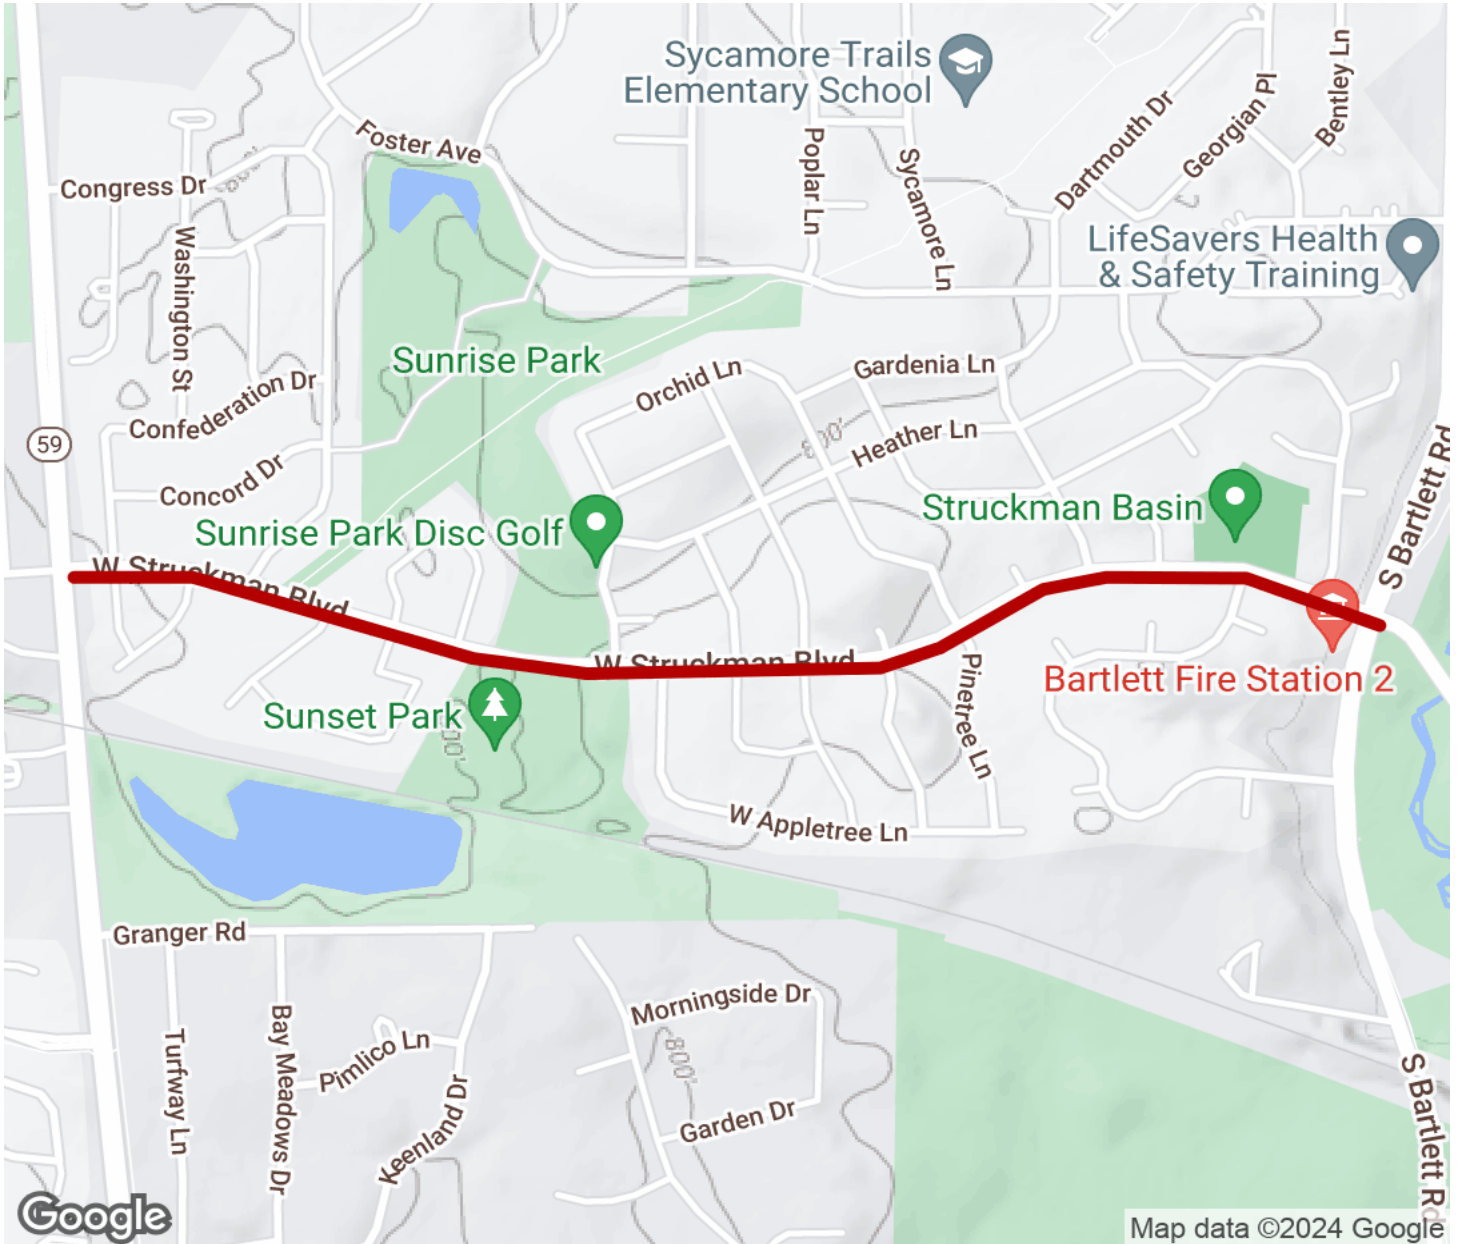 Sycamore Trails
Elementary School
Foster Ave
Poplar Ln
Sycamore Ln
Dartmouth Dr
Georgian Pl
Bentley Ln
Congress Dr
800'
Washington St
LifeSavers Health
& Safety Training
Sunrise Park
Orchid Ln
Gardenia Ln
Confederation Dr
59
800'
Heather Ln
Concord Dr
S Bartlett Rd
Sunrise Park Disc Golf
Struckman Basin
W Struckman Blvd
W Struckman Blvd
Pinetree Ln
Bartlett Fire Station 2
Sunset Park
800'
W Appletree Ln
Granger Rd
Morningside Dr
Turfway Ln
Bay Meadows Dr
Pimlico Ln
Keenland Dr
800'
Garden Dr
S Bartlett Rd
Google
Map data ©2024 Google